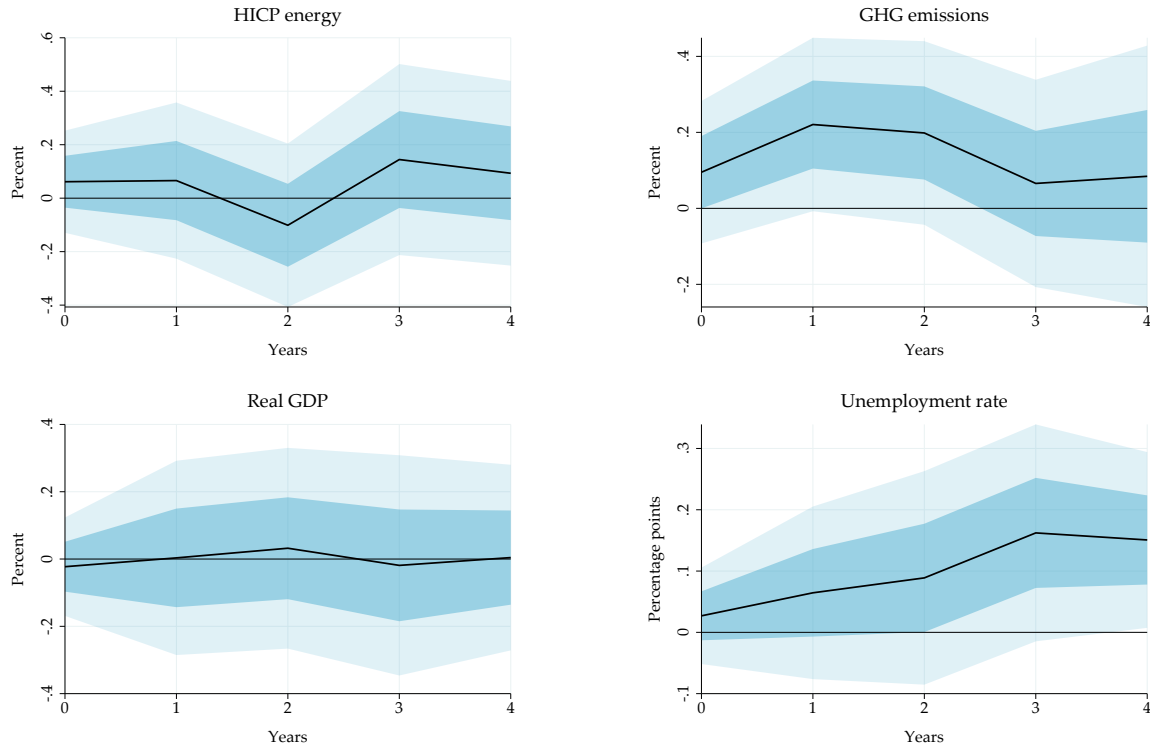 HICP energy
Percent
.6
.4
.2
0
-.2
-.4
0 1 2 3 4
Years
GHG emissions
Percent
.4
.2
0
-.2
0 1 2 3 4
Years
Real GDP
Percent
.4
.2
0
-.2
-.4
0 1 2 3 4
Years
Unemployment rate
Percentage points
.3
.2
.1
0
-.1
0 1 2 3 4
Years